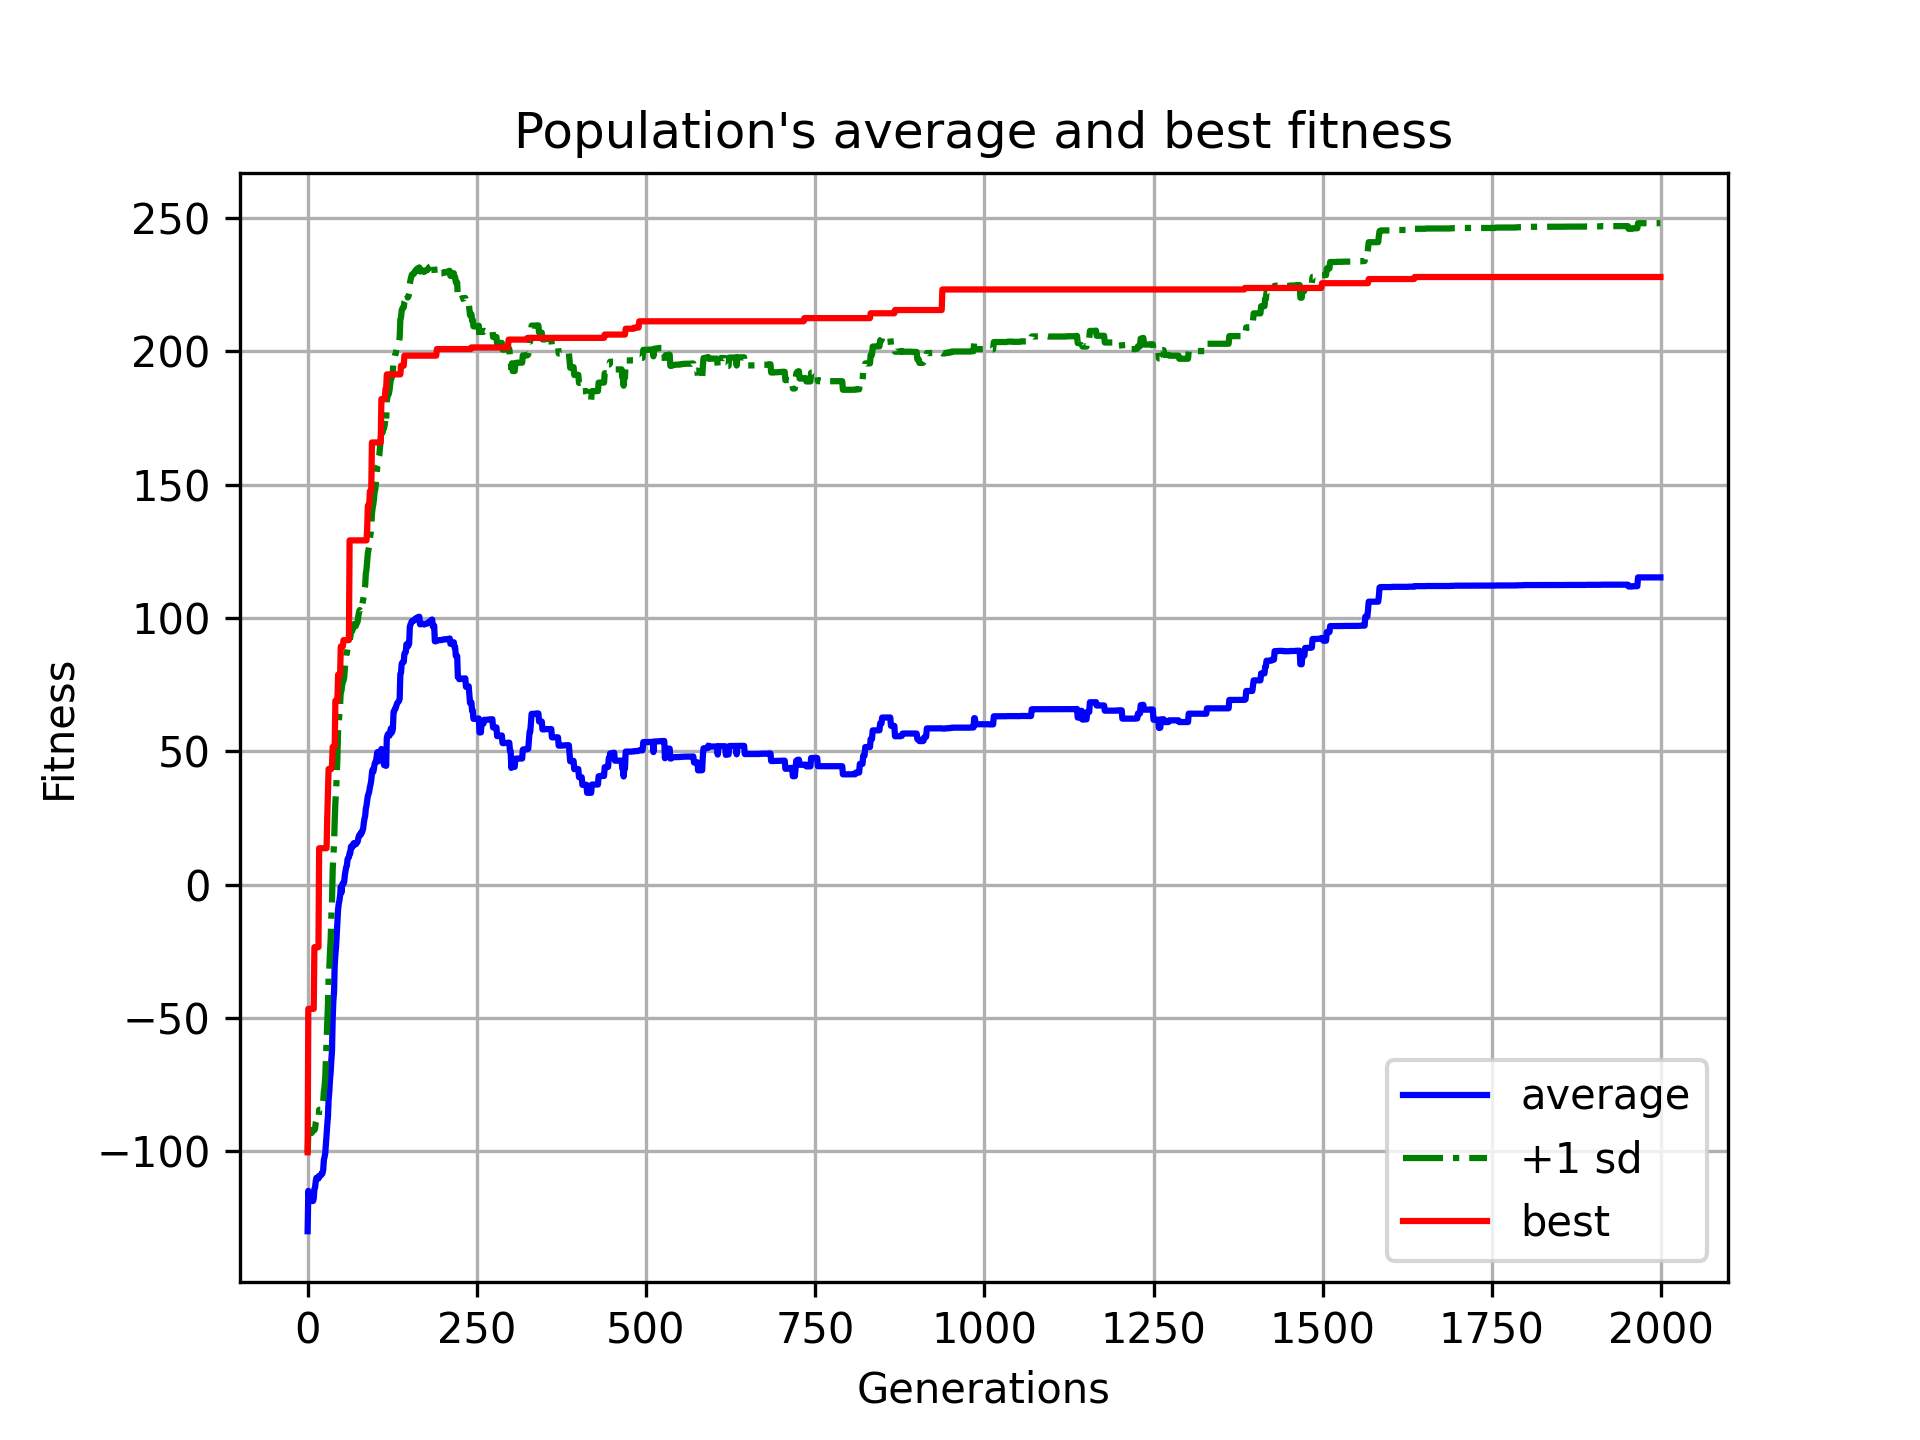 Population's average and best fitness
250
200
150
100
50
0
−50
−100
Fitness
0 250 500 750 1000 1250 1500 1750 2000
Generations
average
+1 sd
best